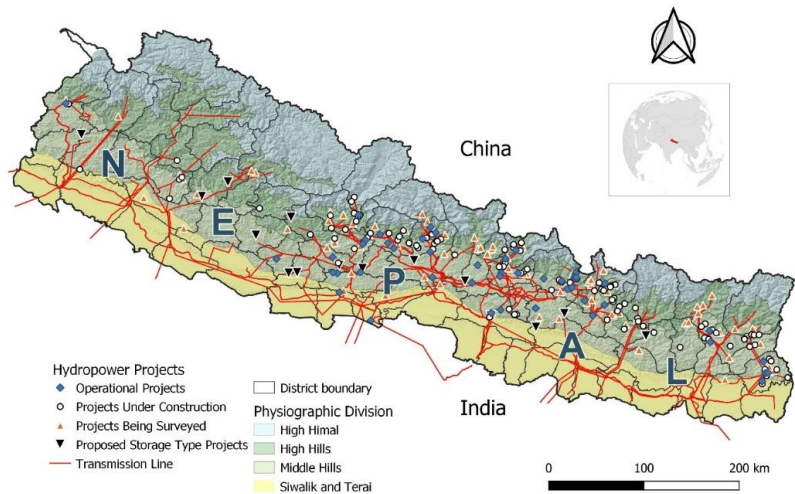 China
N
E
P
A
L
India
Hydropower Projects
Operational Projects
Projects Under Construction
Projects Being Surveyed
Proposed Storage Type Projects
Transmission Line
District boundary
Physiographic Division
High Himal
High Hills
Middle Hills
Siwalik and Terai
0 100 200 km